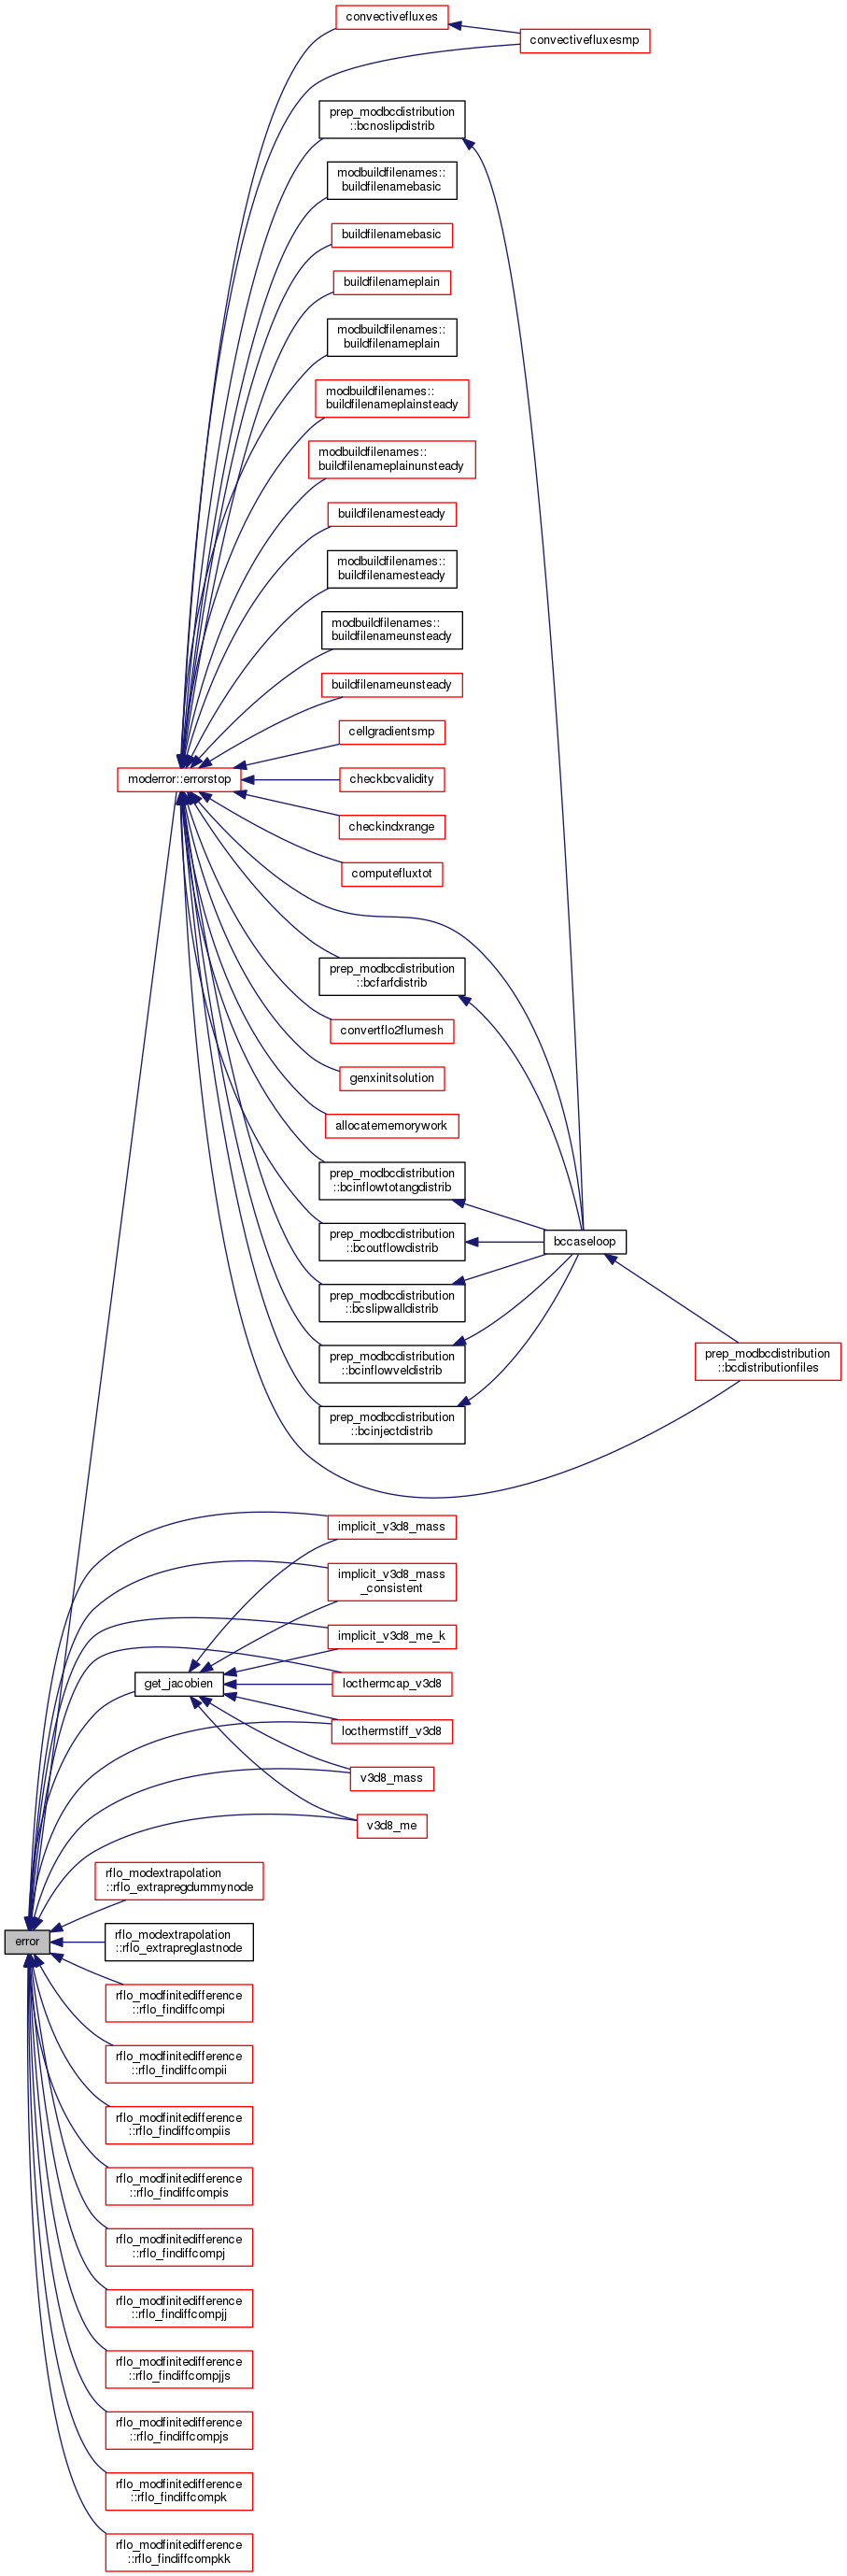 convectivefluxes
convectivefluxesmp
prep_modbcdistribution
::bcnoslipdistrib
modbuildfilenames::
buildfilenamebasic
buildfilenamebasic
buildfilenameplain
modbuildfilenames::
buildfilenameplain
modbuildfilenames::
buildfilenameplainsteady
modbuildfilenames::
buildfilenameplainunsteady
buildfilenamesteady
modbuildfilenames::
buildfilenamesteady
modbuildfilenames::
buildfilenameunsteady
buildfilenameunsteady
cellgradientsmp
moderror::errorstop
checkbcvalidity
checkindxrange
computefluxtot
prep_modbcdistribution
::bcfarfdistrib
convertflo2flumesh
genxinitsolution
allocatememorywork
prep_modbcdistribution
::bcinflowtotangdistrib
prep_modbcdistribution
::bcoutflowdistrib
bccaseloop
prep_modbcdistribution
::bcslipwalldistrib
prep_modbcdistribution
::bcinflowveldistrib
prep_modbcdistribution
::bcdistributionfiles
prep_modbcdistribution
::bcinjectdistrib
implicit_v3d8_mass
implicit_v3d8_mass
_consistent
implicit_v3d8_me_k
get_jacobien
locthermcap_v3d8
locthermstiff_v3d8
v3d8_mass
v3d8_me
rflo_modextrapolation
::rflo_extrapregdummynode
error
rflo_modextrapolation
::rflo_extrapreglastnode
rflo_modfinitedifference
::rflo_findiffcompi
rflo_modfinitedifference
::rflo_findiffcompii
rflo_modfinitedifference
::rflo_findiffcompiis
rflo_modfinitedifference
::rflo_findiffcompis
rflo_modfinitedifference
::rflo_findiffcompj
rflo_modfinitedifference
::rflo_findiffcompjj
rflo_modfinitedifference
::rflo_findiffcompjjs
rflo_modfinitedifference
::rflo_findiffcompjs
rflo_modfinitedifference
::rflo_findiffcompk
rflo_modfinitedifference
::rflo_findiffcompkk